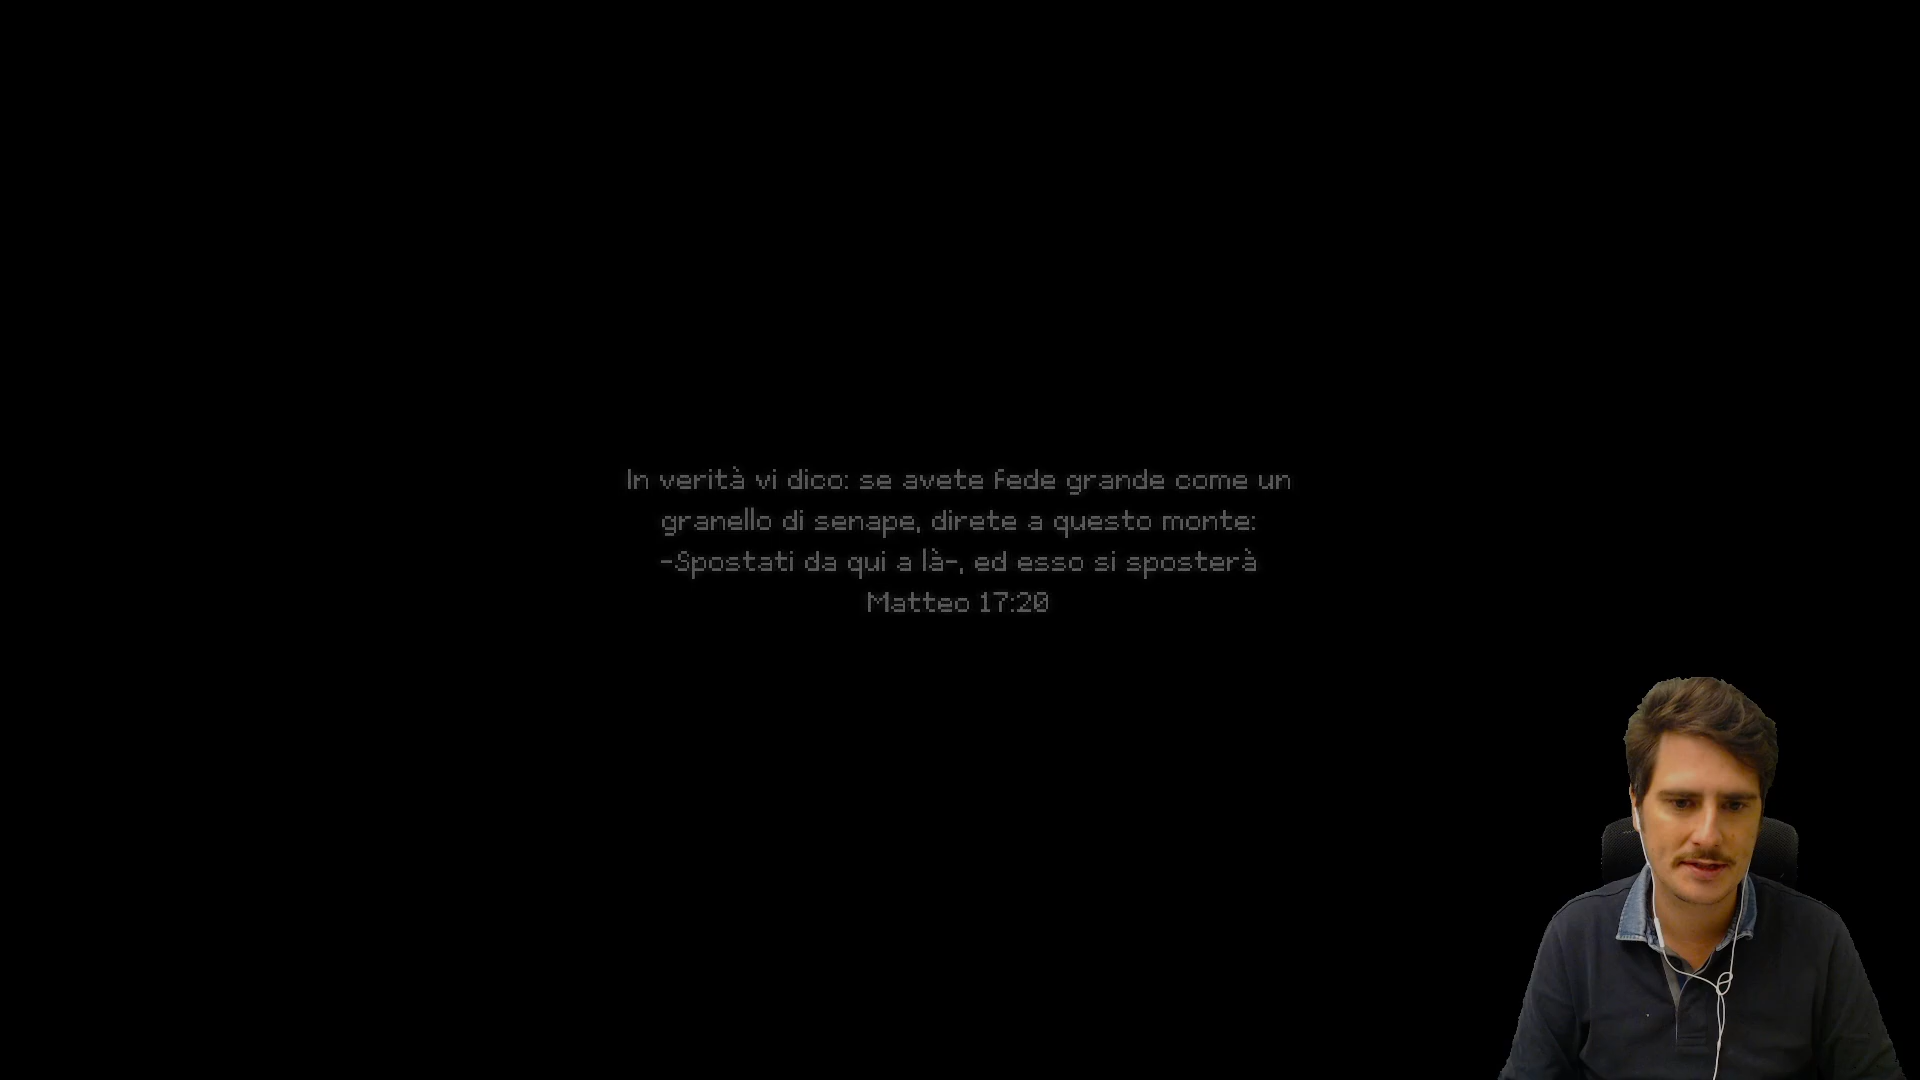 In verità vi dico: se avete fede grande come un
granello di senape, direte a questo monte:
-Spostati da qui a là-, ed esso si sposterà
Matteo 17:20